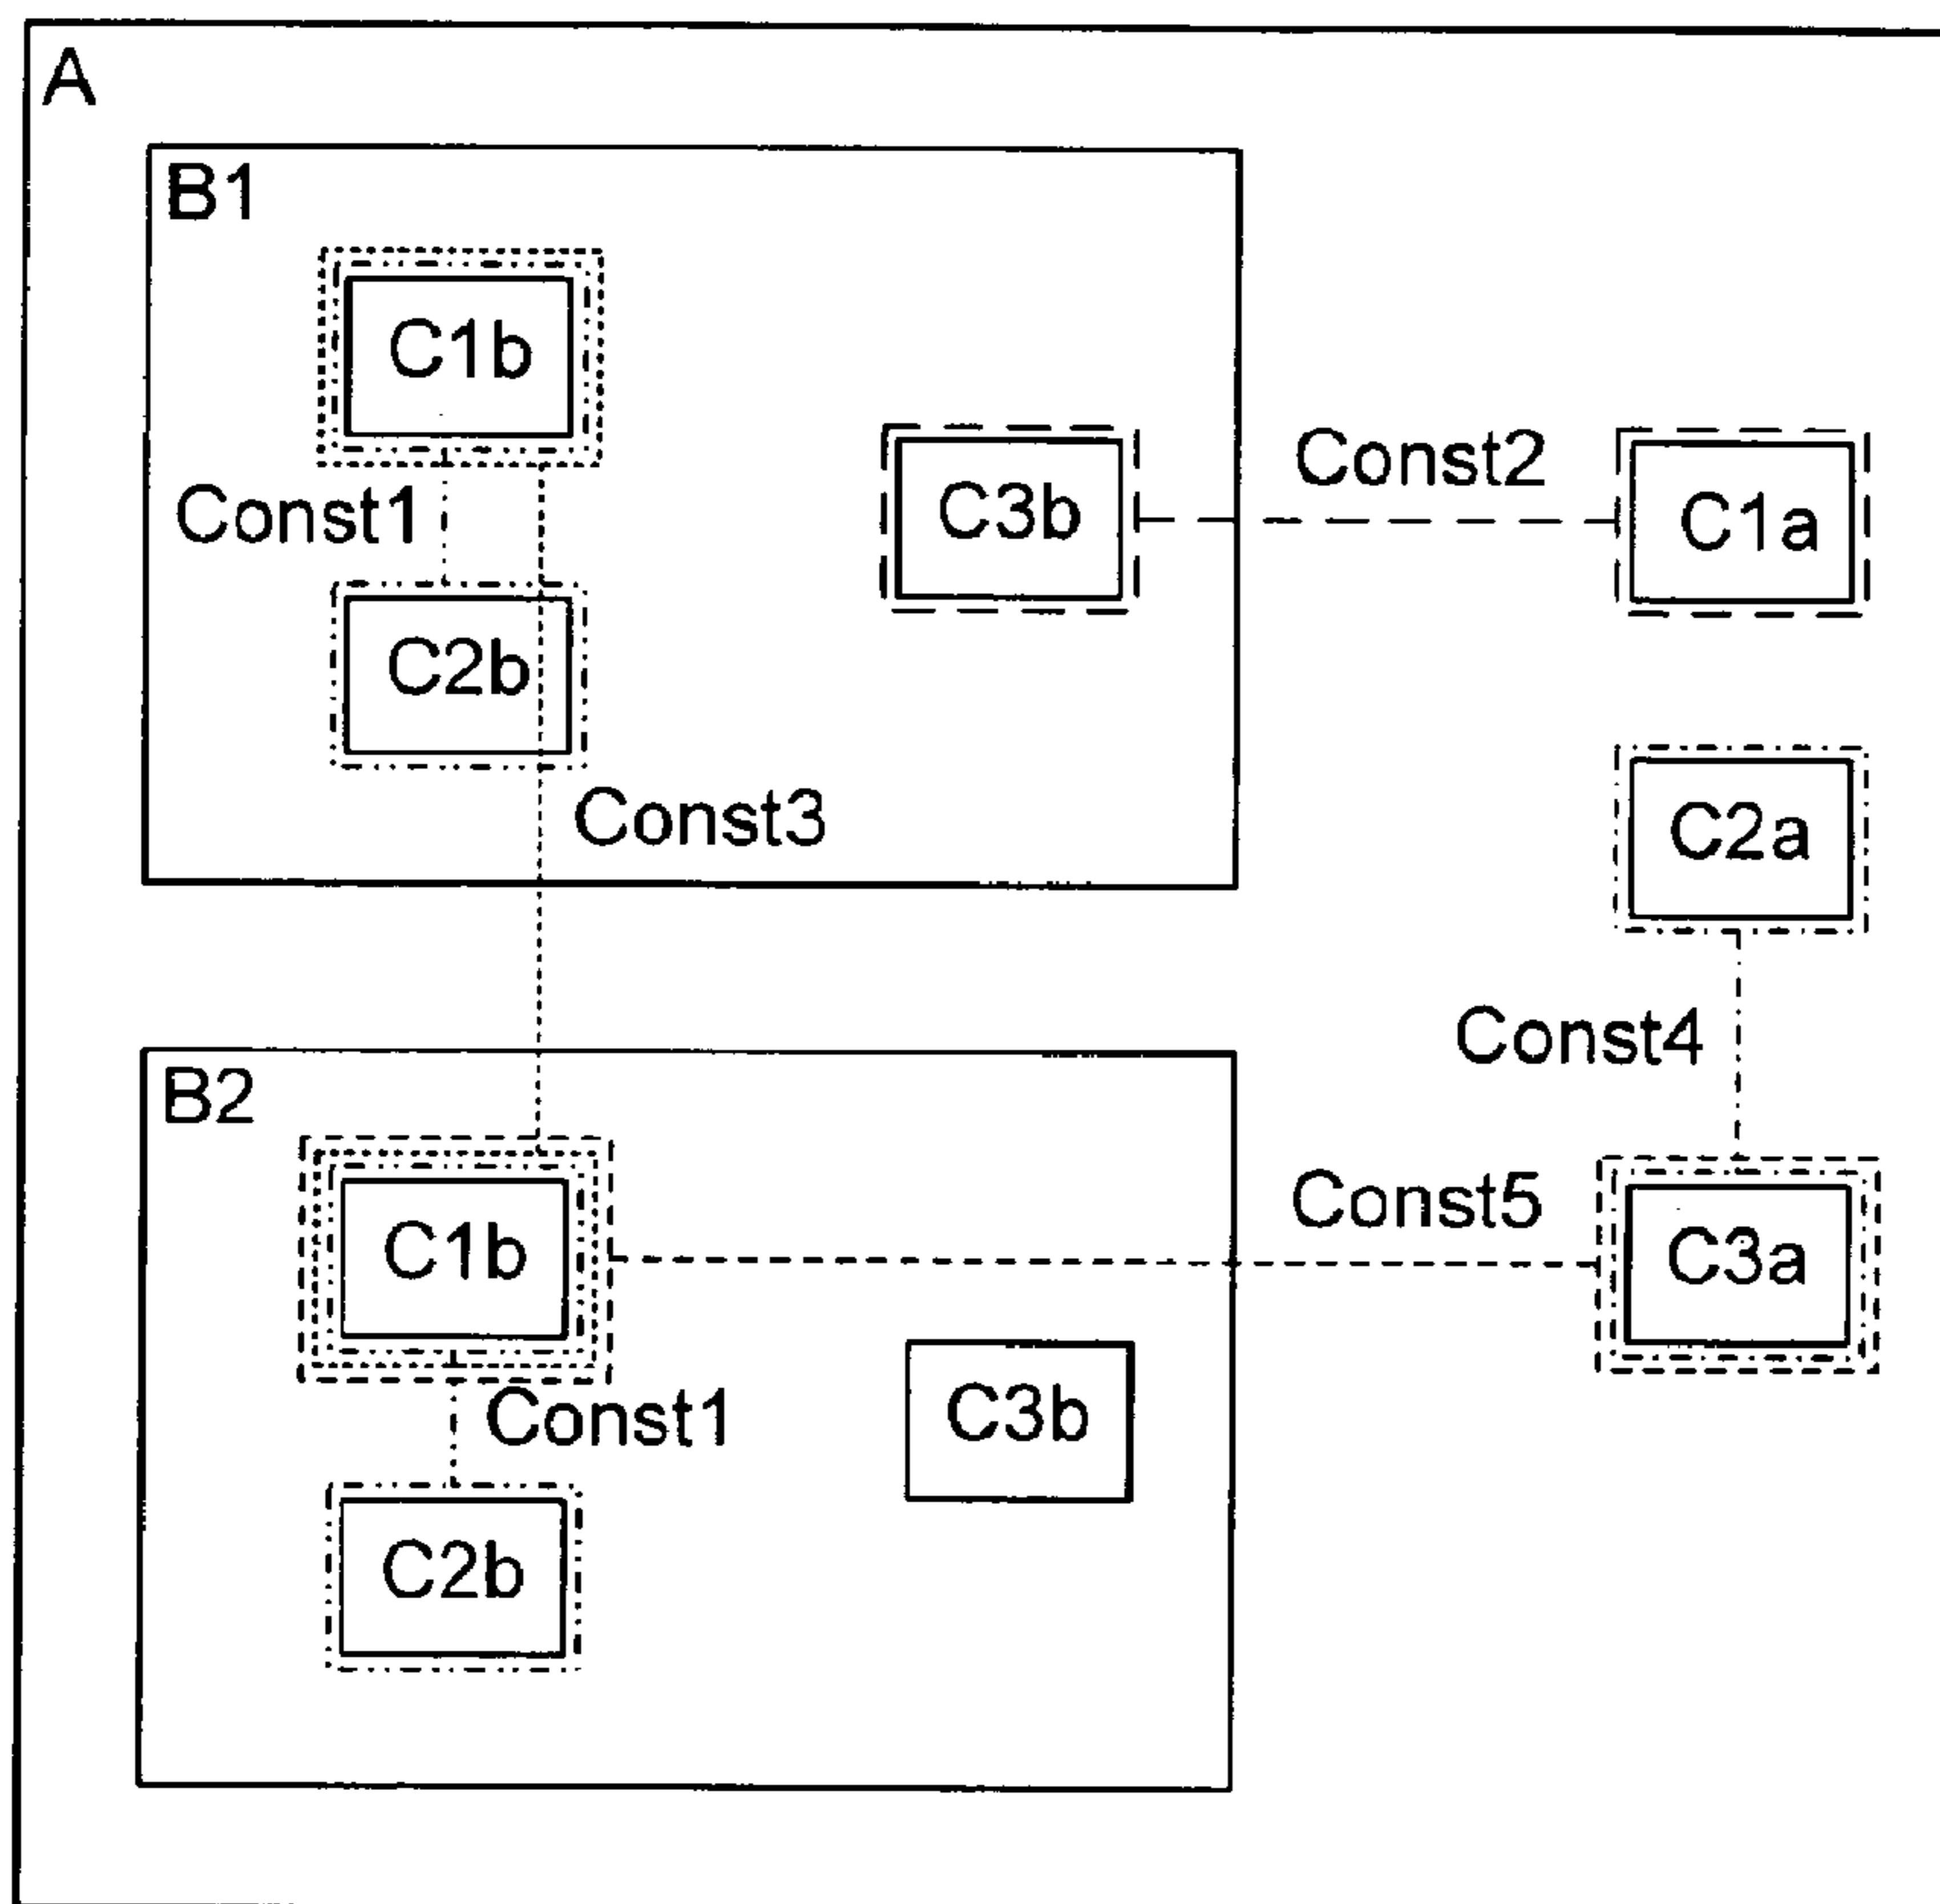 A
B1
C1b
Const1
C2b
C3b
Const2
C1a
Const3
C2a
Const4
B2
C1b
Const5
C3a
Const1
C3b
C2b